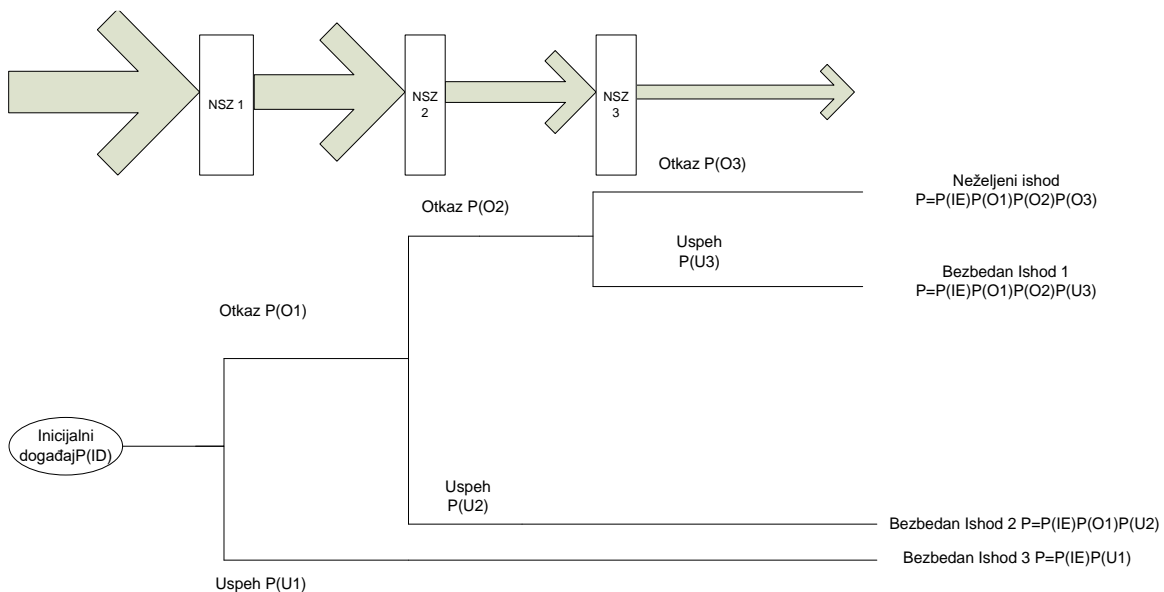 NSZ 1
NSZ
2
NSZ
3
Otkaz P(O3)
Neželjeni ishod
P=P(IE)P(O1)P(O2)P(O3)
Otkaz P(O2)
Uspeh
P(U3)
Bezbedan Ishod 1
P=P(IE)P(O1)P(O2)P(U3)
Otkaz P(O1)
Inicijalni
događajP(ID)
Uspeh
P(U2)
Bezbedan Ishod 2 P=P(IE)P(O1)P(U2)
Bezbedan Ishod 3 P=P(IE)P(U1)
Uspeh P(U1)